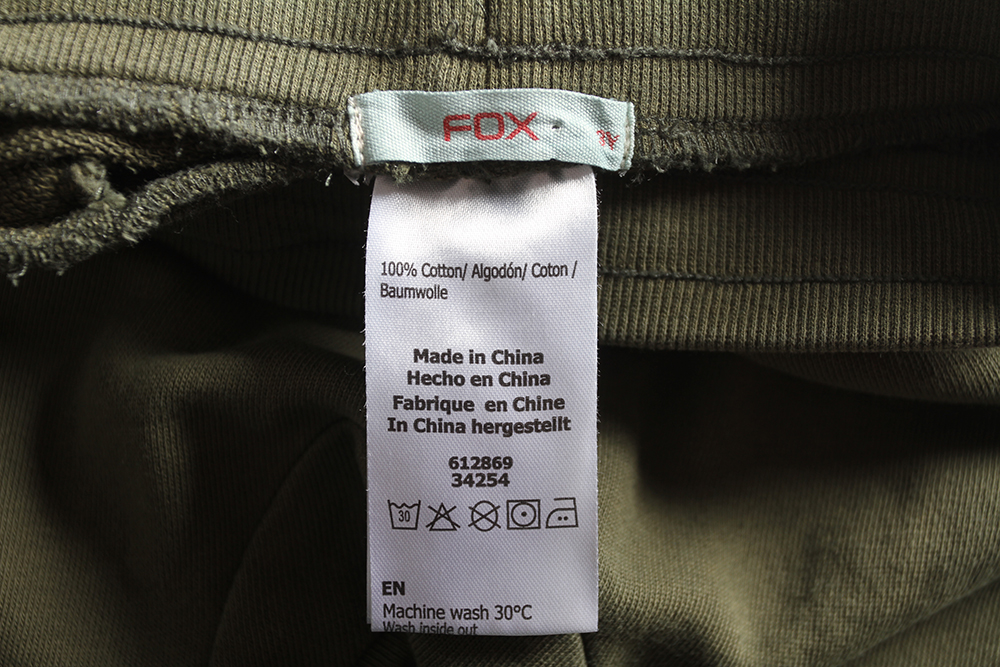 FOX
100% Cotton/ Algodón/ Coton /
Baumwolle
Made in China
Hecho en China
Fabrique en Chine
In China hergestellt
612869
34254
30
EN
Machine wash 30°C
Wash inside out